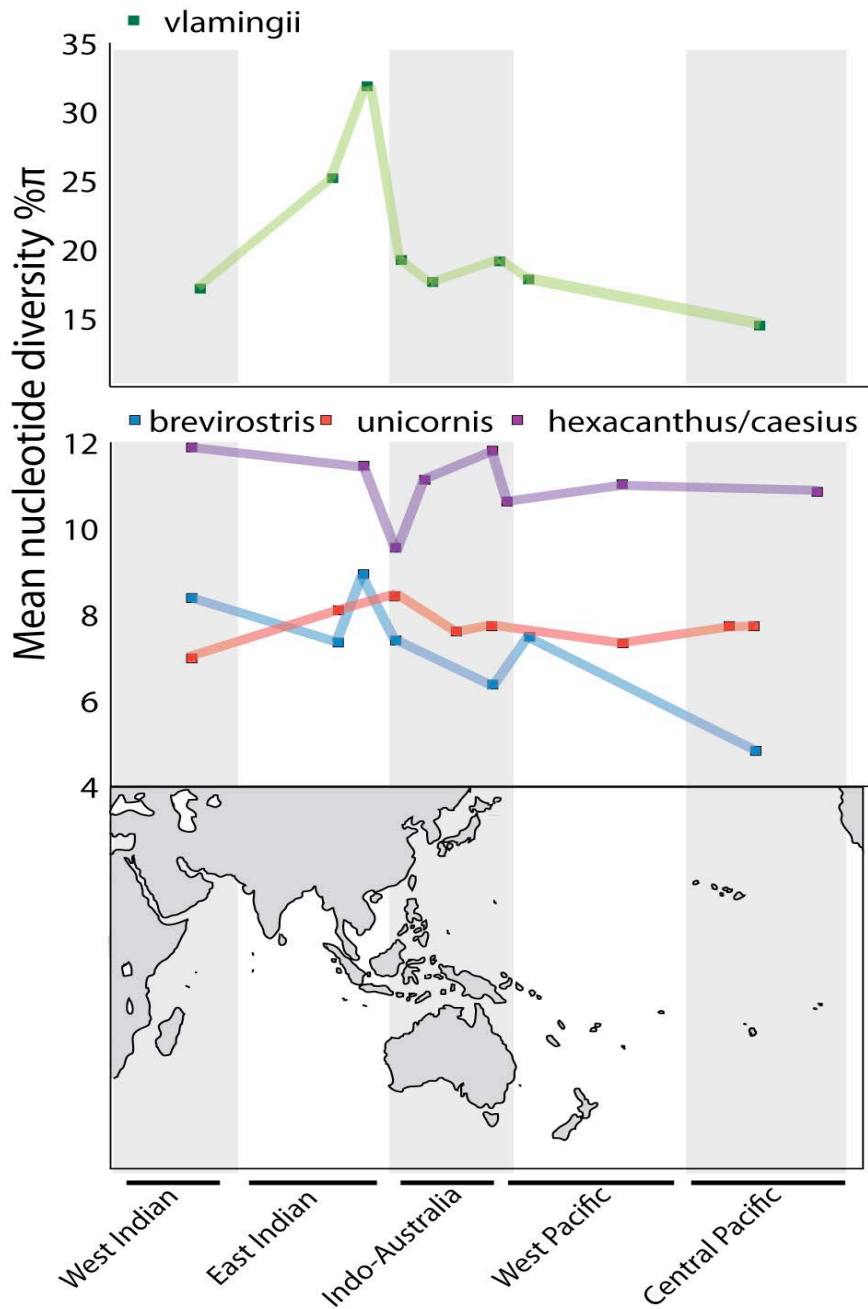 vlamingii
35
30
25
20
15
Mean nucleotide diversity %π
brevirostris unicornis hexacanthus/caesius
12
10
8
6
4
West Indian
East Indian
Indo-Australia
West Pacific
Central Pacific